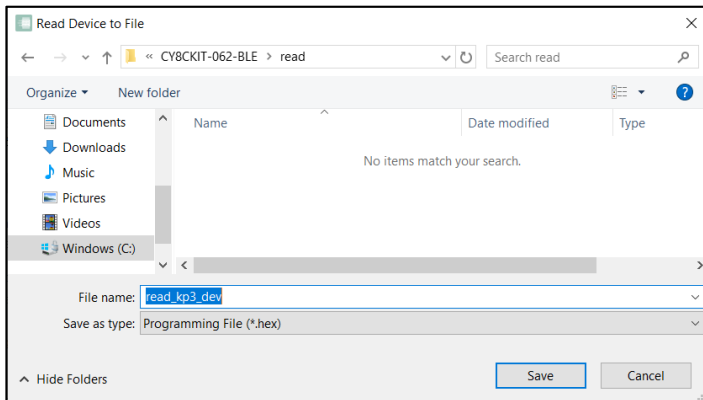 Read Device to File
« CY8CKIT-062-BLE > read
Search read
Organize
New folder
Documents
Downloads
Music
Pictures
Videos
Windows (C:)
Name
Date modified
Type
No items match your search.
File name: read_kp3_dev
Save as type: Programming File (*.hex)
Hide Folders
Save
Cancel